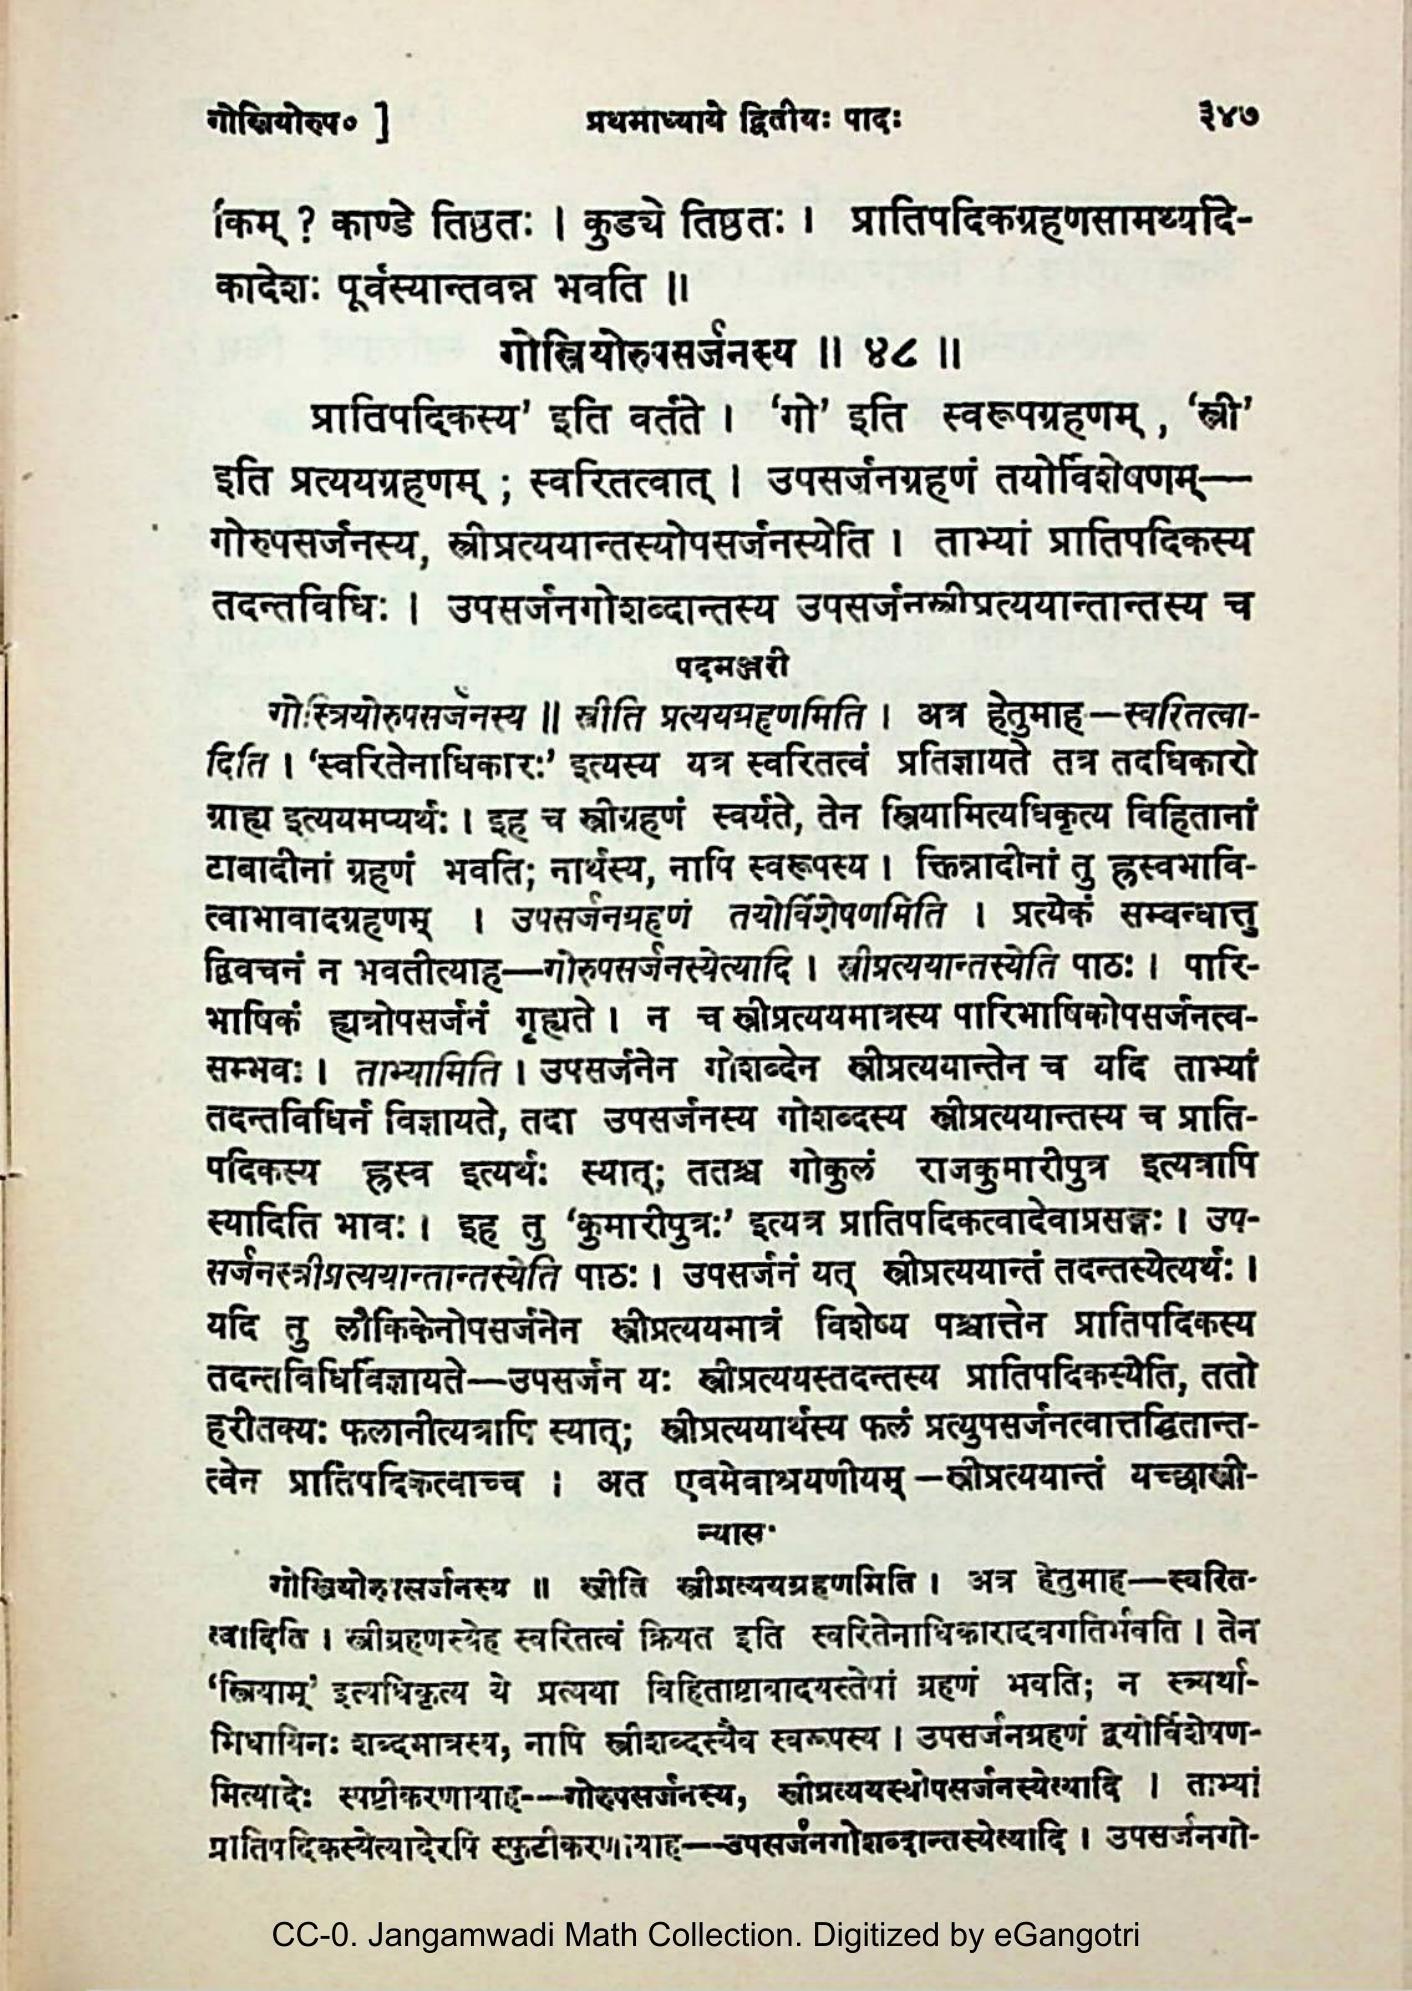 गोस्त्रियोरुप० ] प्रथमाध्याये द्वितीयः पादः ३४७
किम् ? काण्डे तिष्ठतः । कुड्ये तिष्ठतः । प्रातिपदिकग्रहणसामर्थ्यादे-
कादेशः पूर्वस्यान्तवन्न भवति ॥
गोस्त्रियोरुपसर्जनस्य ॥ ४८ ॥
प्रातिपदिकस्य’ इति वर्तते । ‘गो’ इति स्वरूपग्रहणम् , ‘स्त्री’
इति प्रत्ययग्रहणम् ; स्वरितत्वात् । उपसर्जनग्रहणं तयोर्विशेषणम्—
गोरुपसर्जनस्य, स्त्रीप्रत्ययान्तस्योपसर्जनस्येति । ताभ्यां प्रातिपदिकस्य
तदन्तविधिः । उपसर्जनगोशब्दान्तस्य उपसर्जनस्त्रीप्रत्ययान्तान्तस्य च
पदमञ्जरी
गोस्त्रियोरुपसर्जनस्य ॥ स्त्रीति प्रत्ययग्रहणमिति । अत्र हेतुमाह—स्वरितत्वा-
दिति । ‘स्वरितेनाधिकारः’ इत्यस्य यत्र स्वरितत्वं प्रतिज्ञायते तत्र तदधिकारो
ग्राह्य इत्ययमप्यर्थः । इह च स्त्रीग्रहणं स्वर्यते, तेन स्त्रियामित्यधिकृत्य विहितानां
टाबादीनां ग्रहणं भवति; नार्थस्य, नापि स्वरूपस्य । क्तिन्नादीनां तु ह्रस्वभावि-
त्वाभावादग्रहणम् । उपसर्जनग्रहणं तयोर्विशेषणमिति । प्रत्येकं सम्बन्धात्तु
द्विवचनं न भवतीत्याह—गोरुपसर्जनस्येत्यादि । स्त्रीप्रत्ययान्तस्येति पाठः । पारि-
भाषिकं ह्यत्रोपसर्जनं गृह्यते । न च स्त्रीप्रत्ययमात्रस्य पारिभाषिकोपसर्जनत्व-
सम्भवः । ताभ्यामिति । उपसर्जनेन गोशब्देन स्त्रीप्रत्ययान्तेन च यदि ताभ्यां
तदन्तविधिर्न विज्ञायते, तदा उपसर्जनस्य गोशब्दस्य स्त्रीप्रत्ययान्तस्य च प्राति-
पदिकस्य ह्रस्व इत्यर्थः स्यात्; ततश्च गोकुलं राजकुमारीपुत्र इत्यत्रापि
स्यादिति भावः । इह तु ‘कुमारीपुत्रः’ इत्यत्र प्रातिपदिकत्वादेवाप्रसङ्गः । उप-
सर्जनस्त्रीप्रत्ययान्तान्तस्येति पाठः । उपसर्जनं यत् स्त्रीप्रत्ययान्तं तदन्तस्येत्यर्थः ।
यदि तु लौकिकेनोपसर्जनेन स्त्रीप्रत्ययमात्रं विशेष्य पश्चात्तेन प्रातिपदिकस्य
तदन्तविधिर्विज्ञायते—उपसर्जन यः स्त्रीप्रत्ययस्तदन्तस्य प्रातिपदिकस्येति, ततो
हरीतक्यः फलानीत्यत्रापि स्यात्; स्त्रीप्रत्ययार्थस्य फलं प्रत्युपसर्जनत्वात्तद्धितान्त-
त्वेन प्रातिपदिकत्वाच्च । अत एवमेवाश्रयणीयम्—स्त्रीप्रत्ययान्तं यच्छास्त्री-
न्यासः
गोस्त्रियोरुपसर्जनस्य ॥ स्त्रीति स्त्रीप्रत्ययग्रहणमिति । अत्र हेतुमाह—स्वरित-
त्वादिति । स्त्रीग्रहणस्येह स्वरितत्वं क्रियत इति स्वरितेनाधिकारादवगतिर्भवति । तेन
‘स्त्रियाम्’ इत्यधिकृत्य ये प्रत्यया विहिताष्टाबादयस्तेषां ग्रहणं भवति; न स्त्र्यर्था-
भिधायिनः शब्दमात्रस्य, नापि स्त्रीशब्दस्यैव स्वरूपस्य । उपसर्जनग्रहणं द्वयोर्विशेषण-
मित्यादेः स्पष्टीकरणायाह—गोरुपसर्जनस्य, स्त्रीप्रत्ययस्योपसर्जनस्येत्यादि । ताभ्यां
प्रातिपदिकस्येत्यादेरपि स्फुटीकरणायाह—उपसर्जनगोशब्दान्तस्येत्यादि । उपसर्जनगो-
CC-0. Jangamwadi Math Collection. Digitized by eGangotri